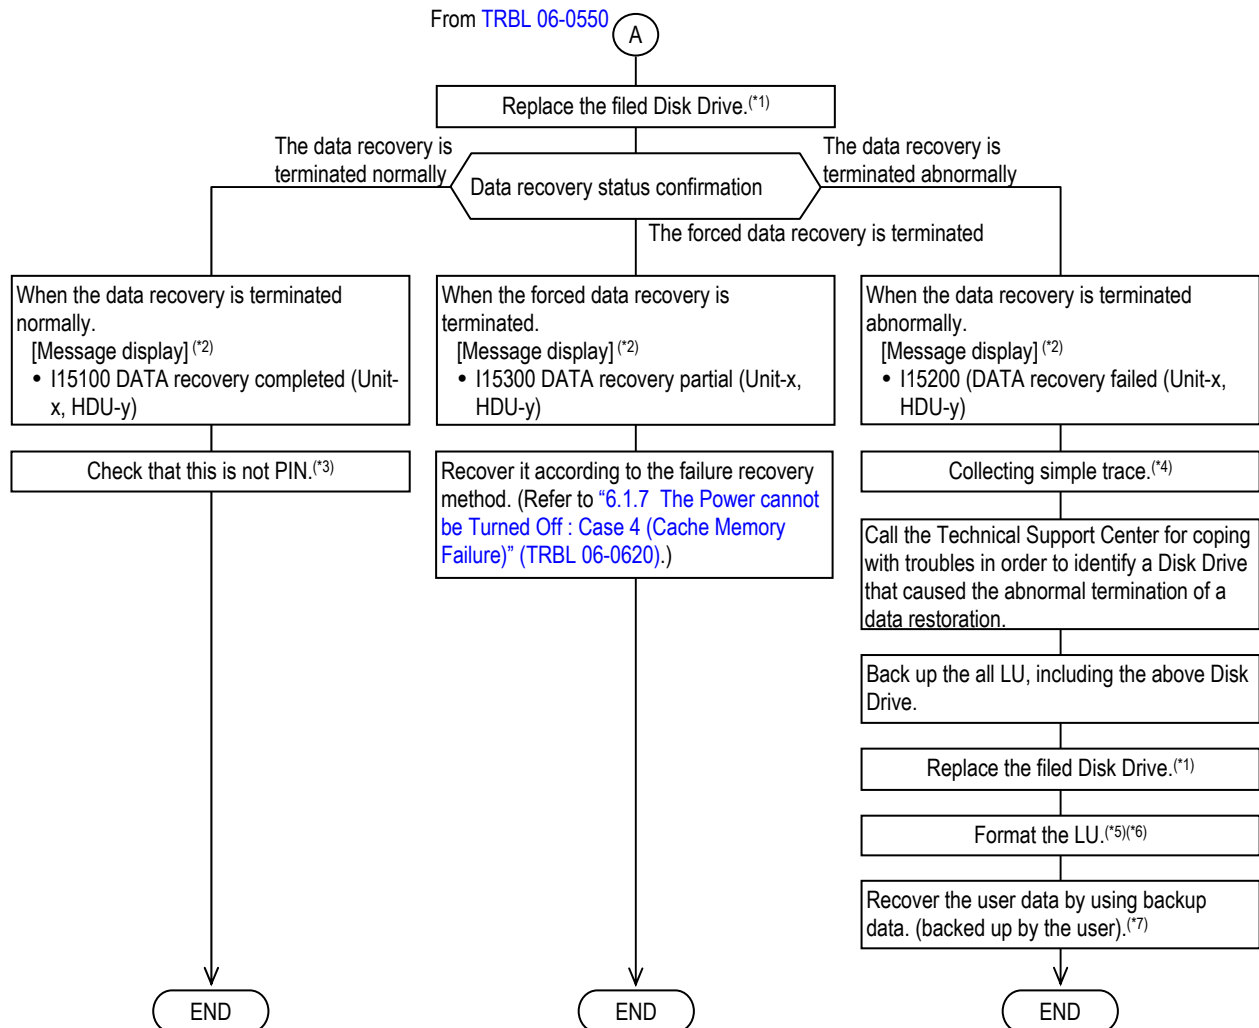 From TRBL 06-0550
A
Replace the filed Disk Drive.(*1)
The data recovery is
terminated normally
Data recovery status confirmation
The data recovery is
terminated abnormally
The forced data recovery is terminated
When the data recovery is terminated
normally.
[Message display] (*2)
• I15100 DATA recovery completed (Unit-
x, HDU-y)
Check that this is not PIN.(*3)
END
When the forced data recovery is
terminated.
[Message display] (*2)
• I15300 DATA recovery partial (Unit-x,
HDU-y)
Recover it according to the failure recovery
method. (Refer to “6.1.7 The Power cannot
be Turned Off : Case 4 (Cache Memory
Failure)” (TRBL 06-0620).)
END
When the data recovery is terminated
abnormally.
[Message display] (*2)
• I15200 (DATA recovery failed (Unit-x,
HDU-y)
Collecting simple trace.(*4)
Call the Technical Support Center for coping
with troubles in order to identify a Disk Drive
that caused the abnormal termination of a
data restoration.
Back up the all LU, including the above Disk
Drive.
Replace the filed Disk Drive.(*1)
Format the LU.(*5)(*6)
Recover the user data by using backup
data. (backed up by the user).(*7)
END